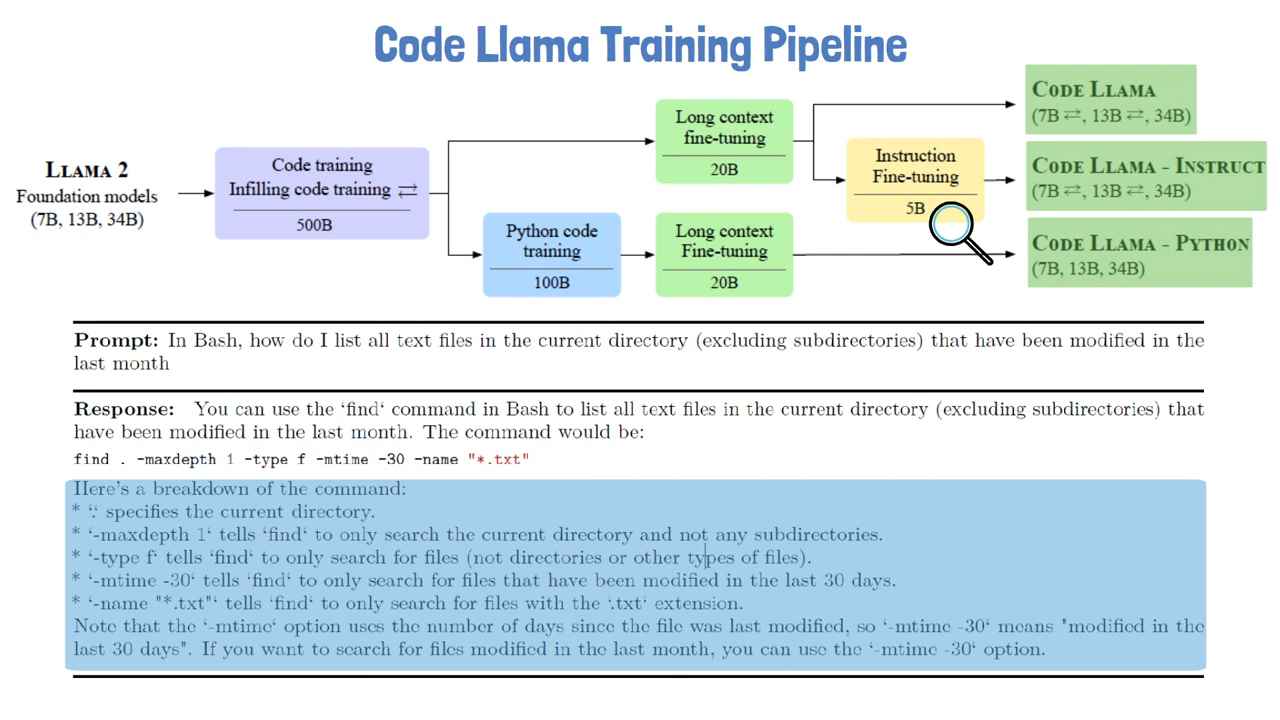 Code Llama Training Pipeline
LLAMA 2
Foundation models
(7B, 13B, 34B)
Code training
Infilling code training ⇄
500B
Python code
training
100B
Long context
fine-tuning
20B
Long context
Fine-tuning
20B
Instruction
Fine-tuning
5B
CODE LLAMA
(7B ⇄, 13B ⇄, 34B)
CODE LLAMA - INSTRUCT
(7B ⇄, 13B ⇄, 34B)
CODE LLAMA - PYTHON
(7B, 13B, 34B)
Prompt: In Bash, how do I list all text files in the current directory (excluding subdirectories) that have been modified in the
last month
Response: You can use the ‘find‘ command in Bash to list all text files in the current directory (excluding subdirectories) that
have been modified in the last month. The command would be:
find . -maxdepth 1 -type f -mtime -30 -name "*.txt"
Here's a breakdown of the command:
* ‘.‘ specifies the current directory.
* ‘-maxdepth 1‘ tells ‘find‘ to only search the current directory and not any subdirectories.
* ‘-type f‘ tells ‘find‘ to only search for files (not directories or other types of files).
* ‘-mtime -30‘ tells ‘find‘ to only search for files that have been modified in the last 30 days.
* ‘-name "*.txt"‘ tells ‘find‘ to only search for files with the ‘.txt‘ extension.
Note that the ‘-mtime‘ option uses the number of days since the file was last modified, so ‘-mtime -30‘ means "modified in the
last 30 days". If you want to search for files modified in the last month, you can use the ‘-mtime -30‘ option.